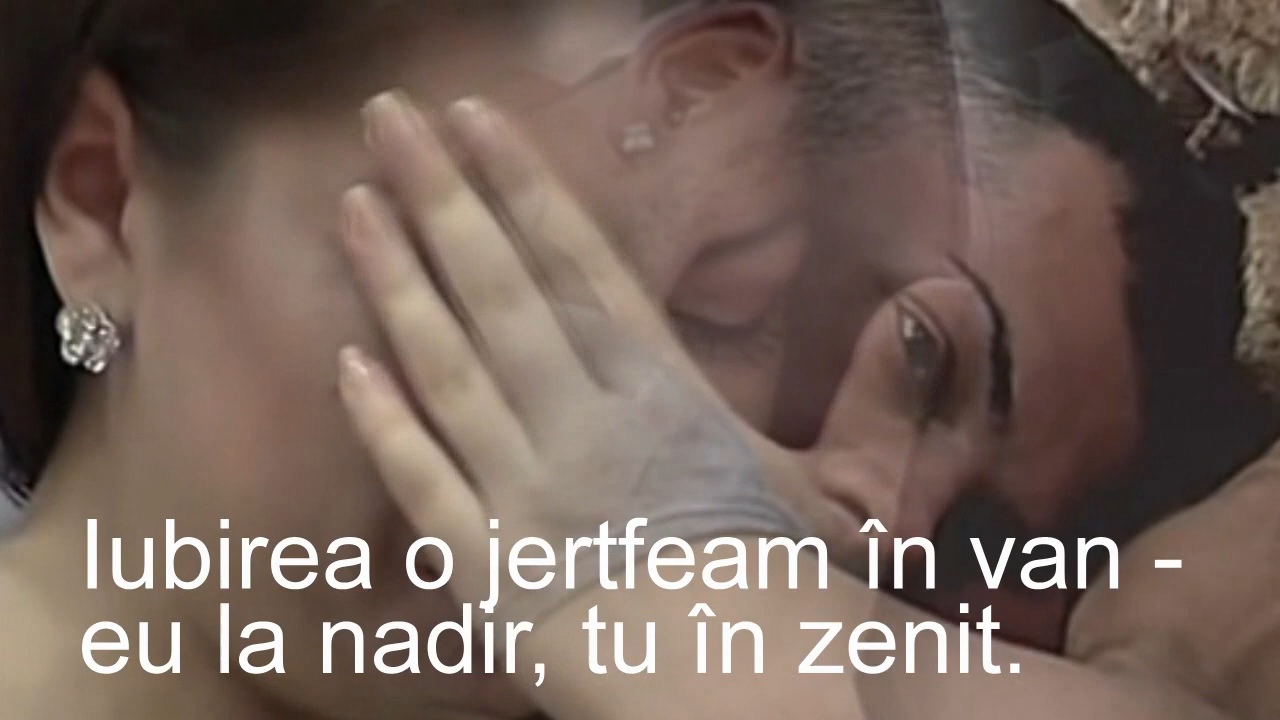 Iubirea o jertfeam în van -
eu la nadir, tu în zenit.